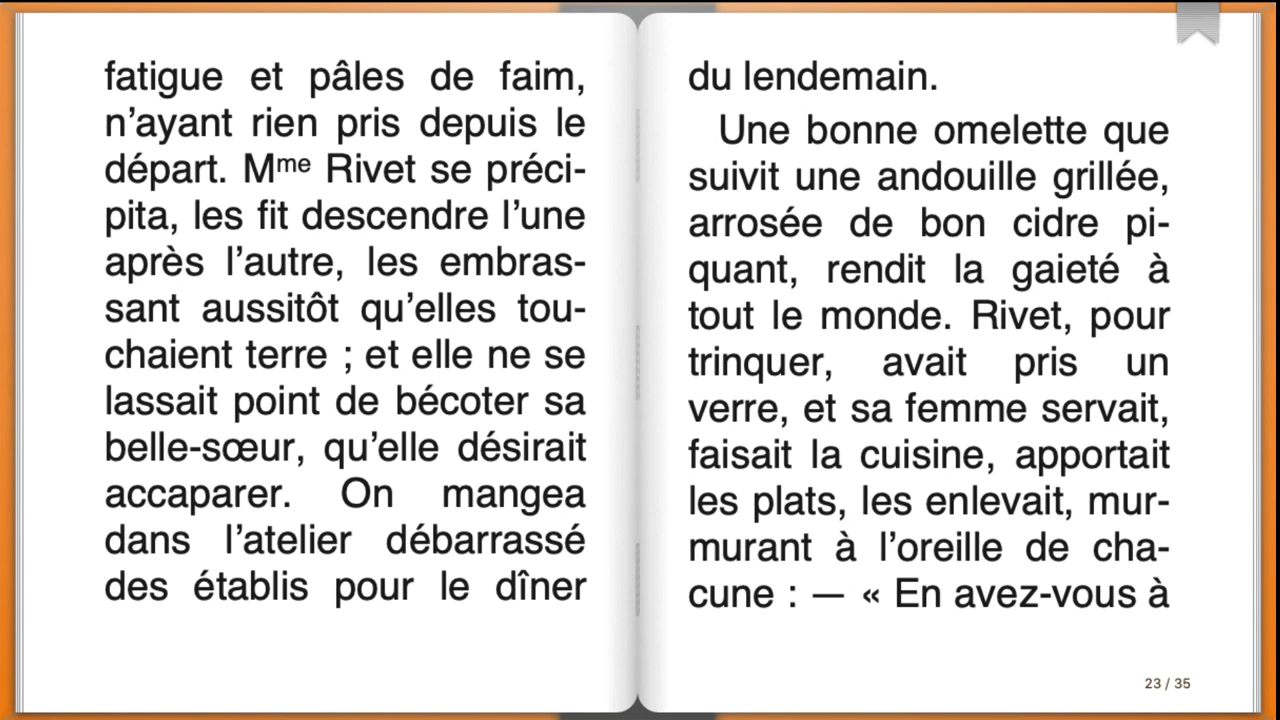 fatigue et pâles de faim,
n’ayant rien pris depuis le
départ. Mme Rivet se préci-
pita, les fit descendre l’une
après l’autre, les embras-
sant aussitôt qu’elles tou-
chaient terre ; et elle ne se
lassait point de bécoter sa
belle-sœur, qu’elle désirait
accaparer. On mangea
dans l’atelier débarrassé
des établis pour le dîner
du lendemain.
Une bonne omelette que
suivit une andouille grillée,
arrosée de bon cidre pi-
quant, rendit la gaieté à
tout le monde. Rivet, pour
trinquer, avait pris un
verre, et sa femme servait,
faisait la cuisine, apportait
les plats, les enlevait, mur-
murant à l’oreille de cha-
cune : — « En avez-vous à
23 / 35